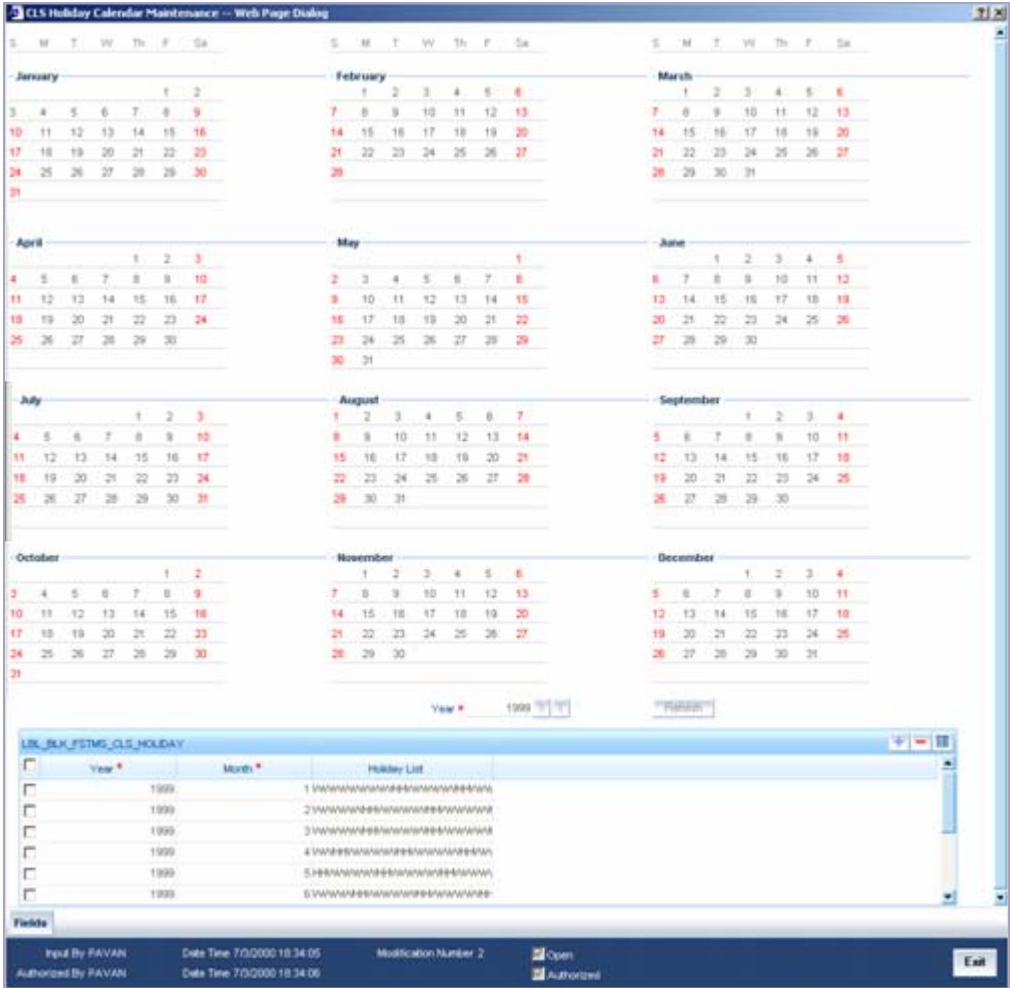 CLS Holiday Calendar Maintenance -- Web Page Dialog
S M T W Th F Sa S M T W Th F Sa S M T W Th F Sa
January February March
1 2 1 2 3 4 5 6 1 2 3 4 5 6
3 4 5 6 7 8 9 7 8 9 10 11 12 13 7 8 9 10 11 12 13
10 11 12 13 14 15 16 14 15 16 17 18 19 20 14 15 16 17 18 19 20
17 18 19 20 21 22 23 21 22 23 24 25 26 27 21 22 23 24 25 26 27
24 25 26 27 28 29 30 28 28 29 30 31
31
April May June
1 2 3 1 1 2 3 4 5
4 5 6 7 8 9 10 2 3 4 5 6 7 8 6 7 8 9 10 11 12
11 12 13 14 15 16 17 9 10 11 12 13 14 15 13 14 15 16 17 18 19
18 19 20 21 22 23 24 16 17 18 19 20 21 22 20 21 22 23 24 25 26
25 26 27 28 29 30 23 24 25 26 27 28 29 27 28 29 30
30 31
July August September
1 2 3 1 2 3 4 5 6 7 1 2 3 4
4 5 6 7 8 9 10 8 9 10 11 12 13 14 5 6 7 8 9 10 11
11 12 13 14 15 16 17 15 16 17 18 19 20 21 12 13 14 15 16 17 18
18 19 20 21 22 23 24 22 23 24 25 26 27 28 19 20 21 22 23 24 25
25 26 27 28 29 30 31 29 30 31 26 27 28 29 30
October November December
1 2 1 2 3 4 5 6 1 2 3 4
3 4 5 6 7 8 9 7 8 9 10 11 12 13 5 6 7 8 9 10 11
10 11 12 13 14 15 16 14 15 16 17 18 19 20 12 13 14 15 16 17 18
17 18 19 20 21 22 23 21 22 23 24 25 26 27 19 20 21 22 23 24 25
24 25 26 27 28 29 30 28 29 30 26 27 28 29 30 31
31
Year * 1999 Refresh
LBL_BLK_FSTMS_CLS_HOLIDAY
Year * Month * Holiday List
1999 1
1999 2
1999 3
1999 4
1999 5
1999 6
Fields
Input By PAVAN Date Time 7/3/2000 18:34:05 Modification Number 2 Open
Authorized By PAVAN Date Time 7/3/2000 18:34:06 Authorized
Exit